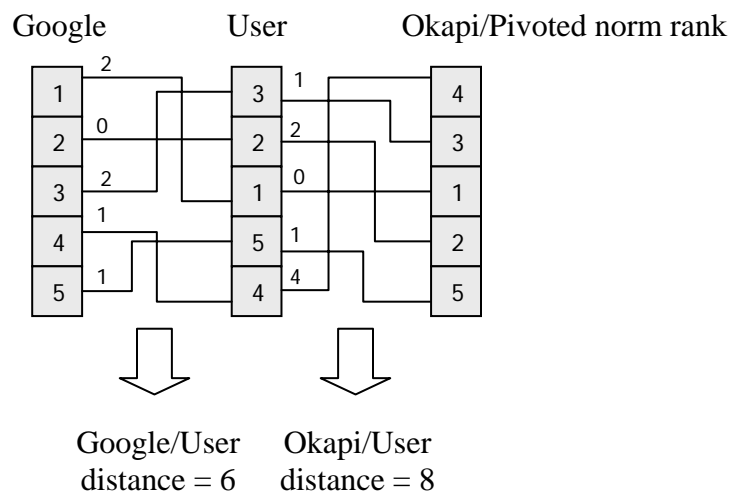 Google User Okapi/Pivoted norm rank
2 1
1 3 4
0 2
2 2 3
2 0
3 1 1
1 1
4 5 2
1 4
5 4 5
Google/User Okapi/User
distance = 6 distance = 8